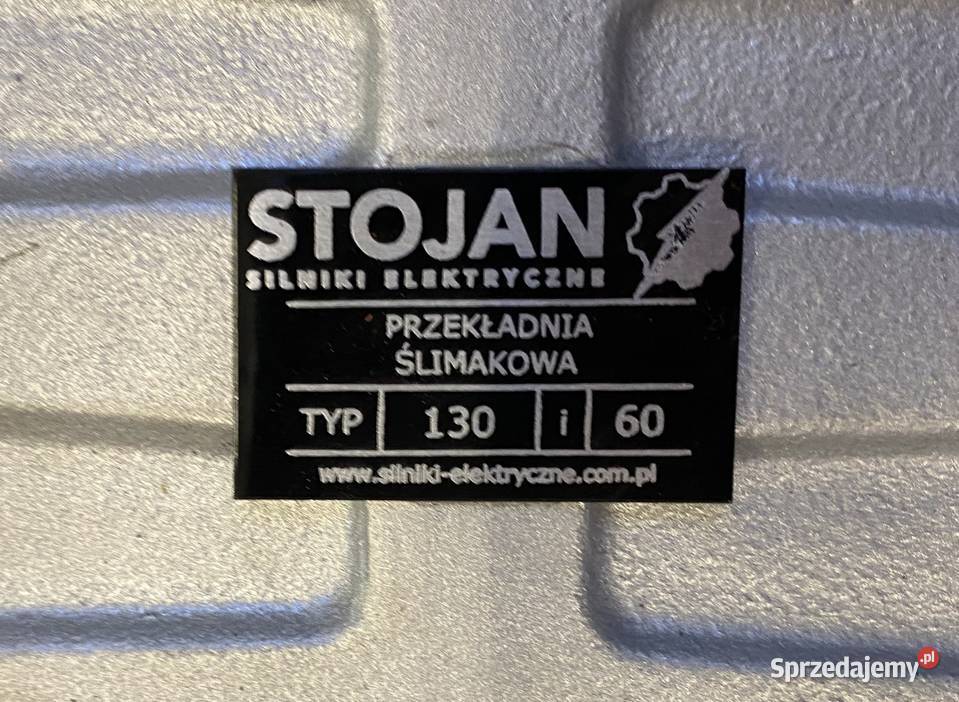 STOJAN
SILNIKI ELEKTRYCZNE
PRZEKŁADNIA
ŚLIMAKOWA
TYP 130 i 60
www.silniki-elektryczne.com.pl
Sprzedajemy.pl